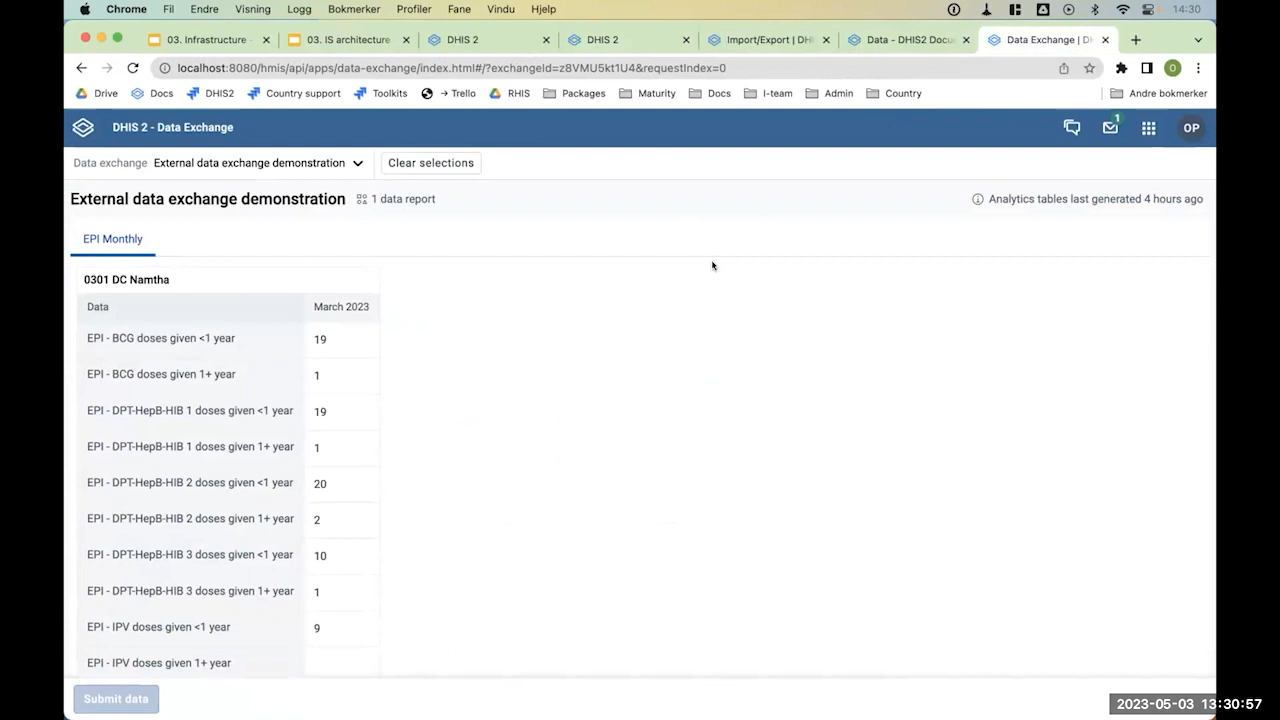 Chrome Fil Endre Visning Logg Bokmerker Profiler Fane Vindu Hjelp 14:30
03. Infrastructure - 03. IS architecture DHIS 2 DHIS 2 Import/Export | DH Data - DHIS2 Docu Data Exchange | DH
localhost:8080/hmis/api/apps/data-exchange/index.html#/?exchangeId=z8VMU5kt1U4&requestIndex=0
Drive Docs DHIS2 Country support Toolkits → Trello RHIS Packages Maturity Docs I-team Admin Country Andre bokmerker
DHIS 2 - Data Exchange 1 OP
Data exchange External data exchange demonstration Clear selections
External data exchange demonstration 1 data report Analytics tables last generated 4 hours ago
EPI Monthly
0301 DC Namtha
Data March 2023
EPI - BCG doses given <1 year 19
EPI - BCG doses given 1+ year 1
EPI - DPT-HepB-HIB 1 doses given <1 year 19
EPI - DPT-HepB-HIB 1 doses given 1+ year 1
EPI - DPT-HepB-HIB 2 doses given <1 year 20
EPI - DPT-HepB-HIB 2 doses given 1+ year 2
EPI - DPT-HepB-HIB 3 doses given <1 year 10
EPI - DPT-HepB-HIB 3 doses given 1+ year 1
EPI - IPV doses given <1 year 9
EPI - IPV doses given 1+ year
Submit data
2023-05-03 13:30:57